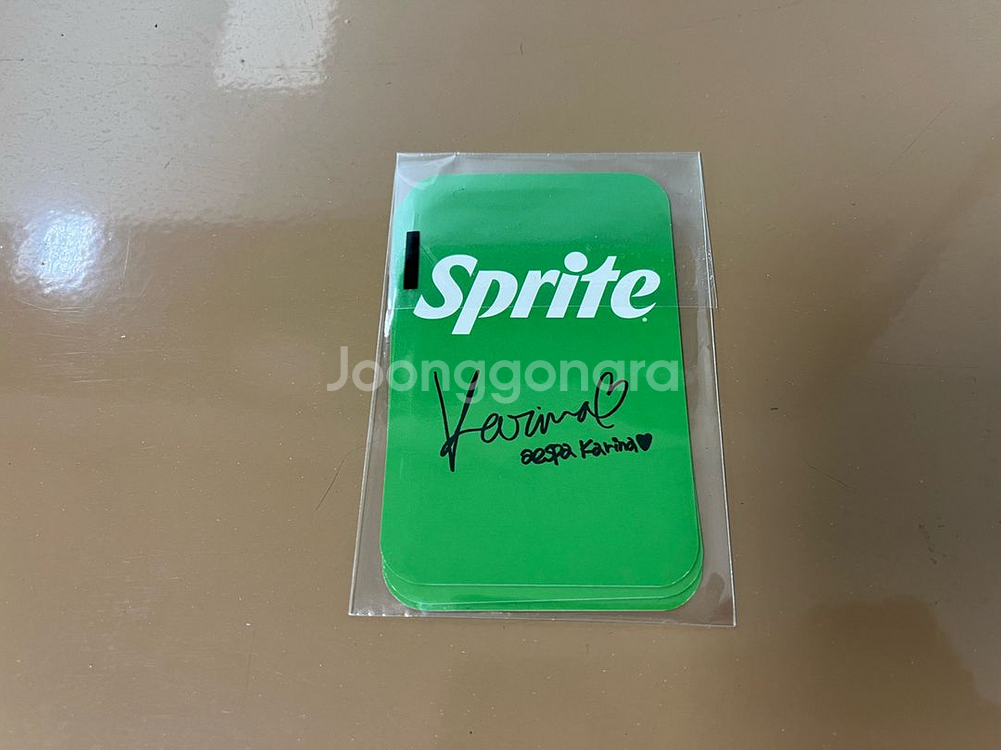 Sprite
Joonggonara
Karina♡
aespa Karina♥